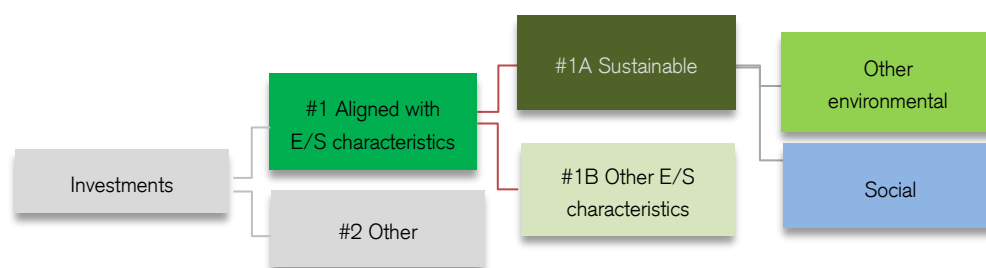 Investments
#1 Aligned with
E/S characteristics
#2 Other
#1A Sustainable
#1B Other E/S
characteristics
Other
environmental
Social